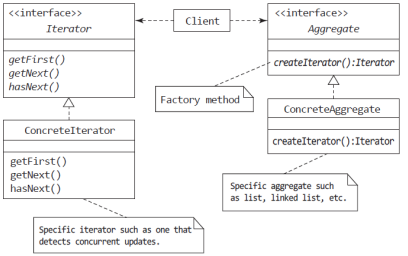 <<interface>>
Iterator
getFirst()
getNext()
hasNext()
Client
<<interface>>
Aggregate
createIterator():Iterator
Factory method
ConcreteIterator
getFirst()
getNext()
hasNext()
ConcreteAggregate
createIterator():Iterator
Specific aggregate such
as list, linked list, etc.
Specific iterator such as one that
detects concurrent updates.